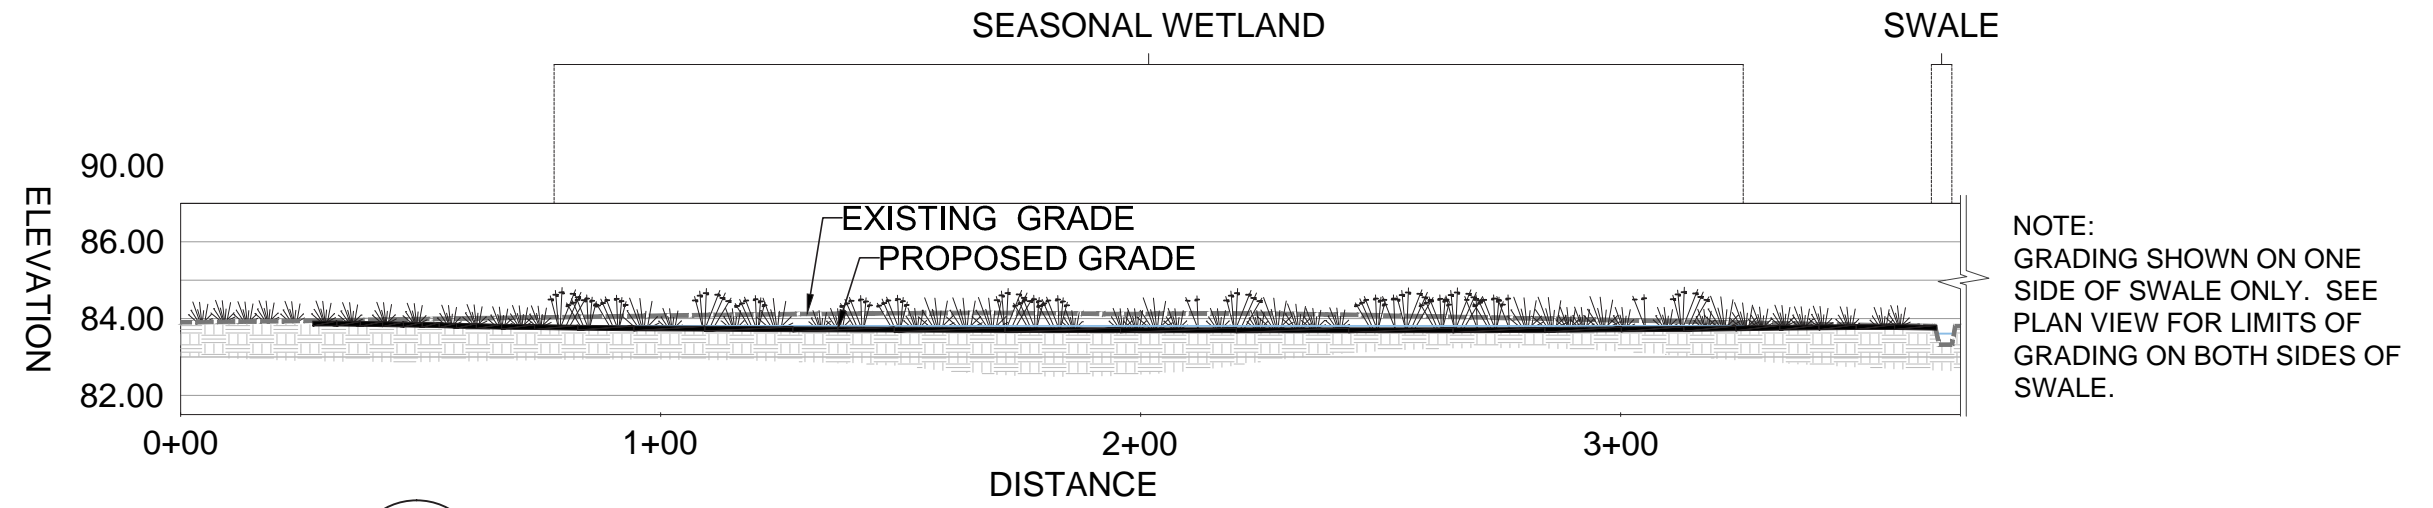 SEASONAL WETLAND
SWALE
ELEVATION
90.00
86.00
84.00
82.00
EXISTING GRADE
PROPOSED GRADE
0+00
1+00
2+00
3+00
DISTANCE
NOTE:
GRADING SHOWN ON ONE
SIDE OF SWALE ONLY. SEE
PLAN VIEW FOR LIMITS OF
GRADING ON BOTH SIDES OF
SWALE.